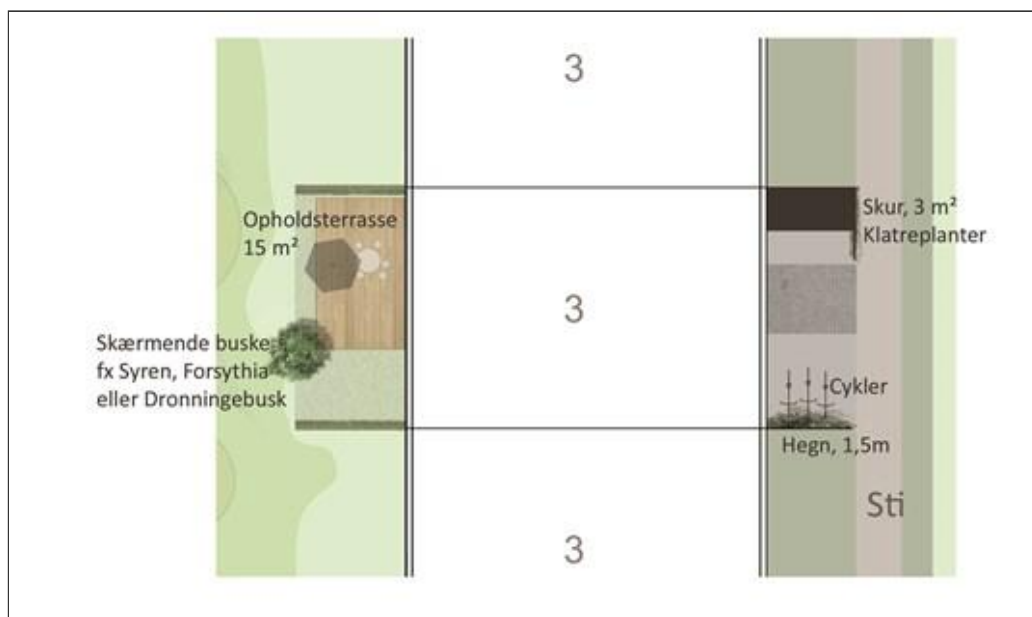 3
Opholdsterrasse
15 m²
Skur, 3 m²
Klatreplanter
3
Skærmende buske
fx Syren, Forsythia
eller Dronningebusk
Cykler
Hegn, 1,5m
Sti
3